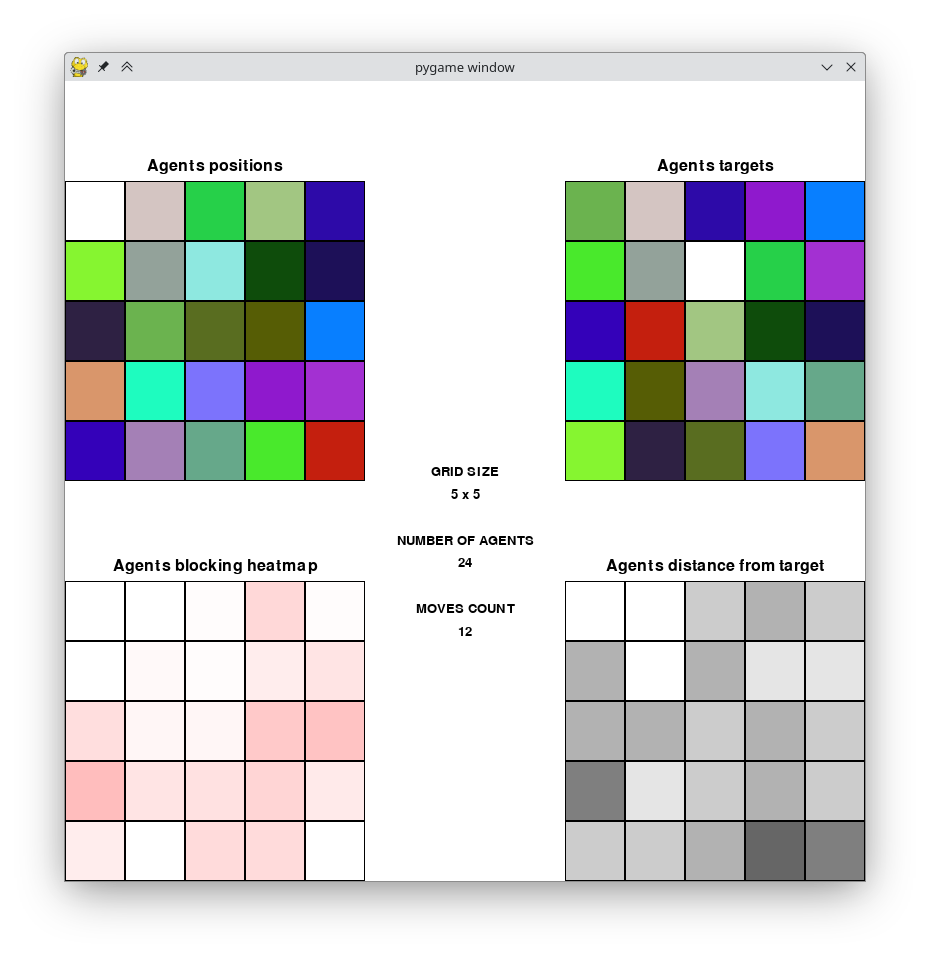 pygame window
Agents positions
Agents targets
GRID SIZE
5 x 5
NUMBER OF AGENTS
24
Agents blocking heatmap
Agents distance from target
MOVES COUNT
12